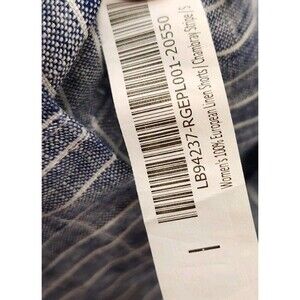 LB94237-RGEPL001-20550
Women'S 100% European Linen Shorts | Chambray Stripe | S